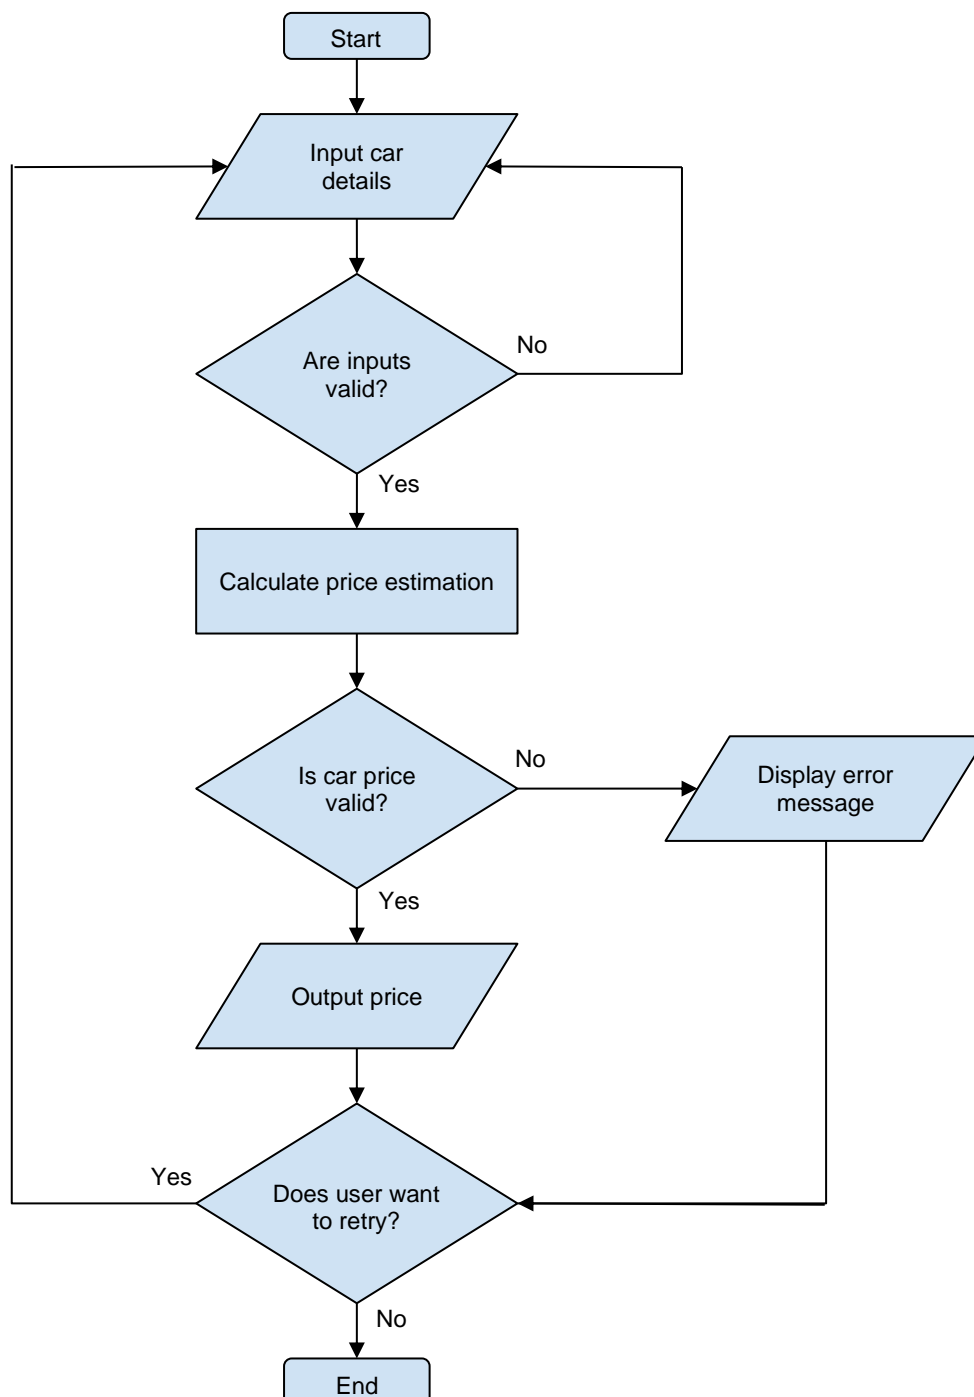 Start
Input car
details
Are inputs
valid?
No
Yes
Calculate price estimation
Is car price
valid?
No
Display error
message
Yes
Output price
Yes
Does user want
to retry?
No
End